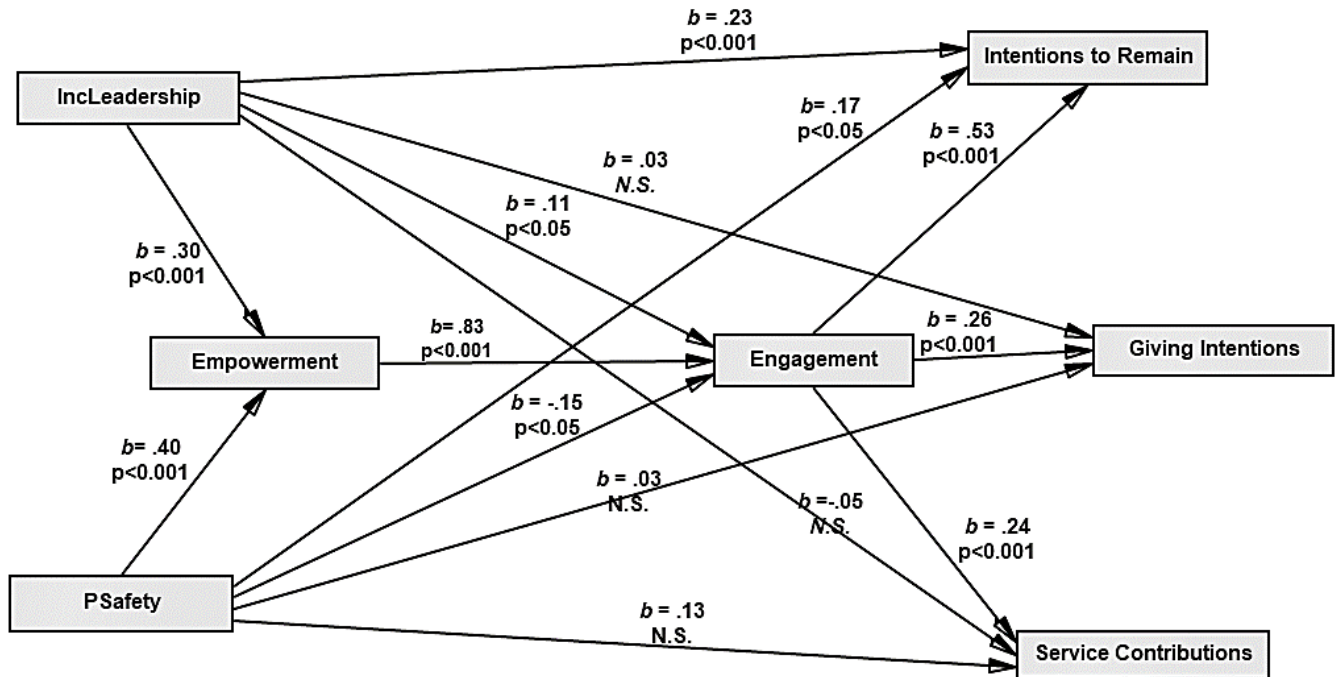 b = .23
p<0.001
Intentions to Remain
IncLeadership
b= .17
p<0.05
b = .53
p<0.001
b = .03
N.S.
b = .11
p<0.05
b = .30
p<0.001
b= .83
p<0.001
b = .26
p<0.001
Empowerment
Engagement
Giving Intentions
b = -.15
p<0.05
b= .40
p<0.001
b = .03
N.S.
b =-.05
N.S.
b = .24
p<0.001
PSafety
b = .13
N.S.
Service Contributions